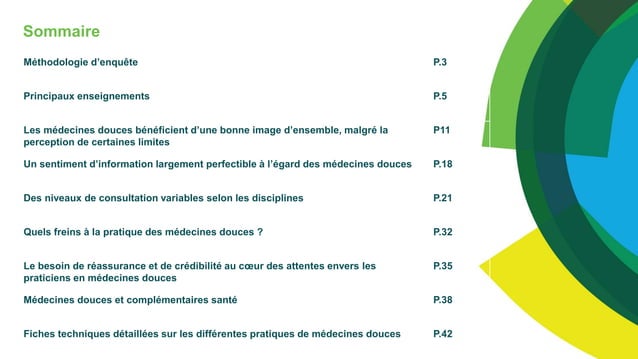 Sommaire
Méthodologie d’enquête P.3
Principaux enseignements P.5
Les médecines douces bénéficient d’une bonne image d’ensemble, malgré la P11
perception de certaines limites
Un sentiment d’information largement perfectible à l’égard des médecines douces P.18
Des niveaux de consultation variables selon les disciplines P.21
Quels freins à la pratique des médecines douces ? P.32
Le besoin de réassurance et de crédibilité au cœur des attentes envers les P.35
praticiens en médecines douces
Médecines douces et complémentaires santé P.38
Fiches techniques détaillées sur les différentes pratiques de médecines douces P.42